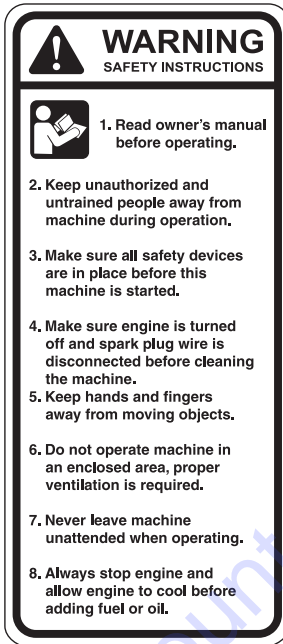 WARNING
SAFETY INSTRUCTIONS
1. Read owner's manual
before operating.
2. Keep unauthorized and
untrained people away from
machine during operation.
3. Make sure all safety devices
are in place before this
machine is started.
4. Make sure engine is turned
off and spark plug wire is
disconnected before cleaning
the machine.
5. Keep hands and fingers
away from moving objects.
6. Do not operate machine in
an enclosed area, proper
ventilation is required.
7. Never leave machine
unattended when operating.
8. Always stop engine and
allow engine to cool before
adding fuel or oil.